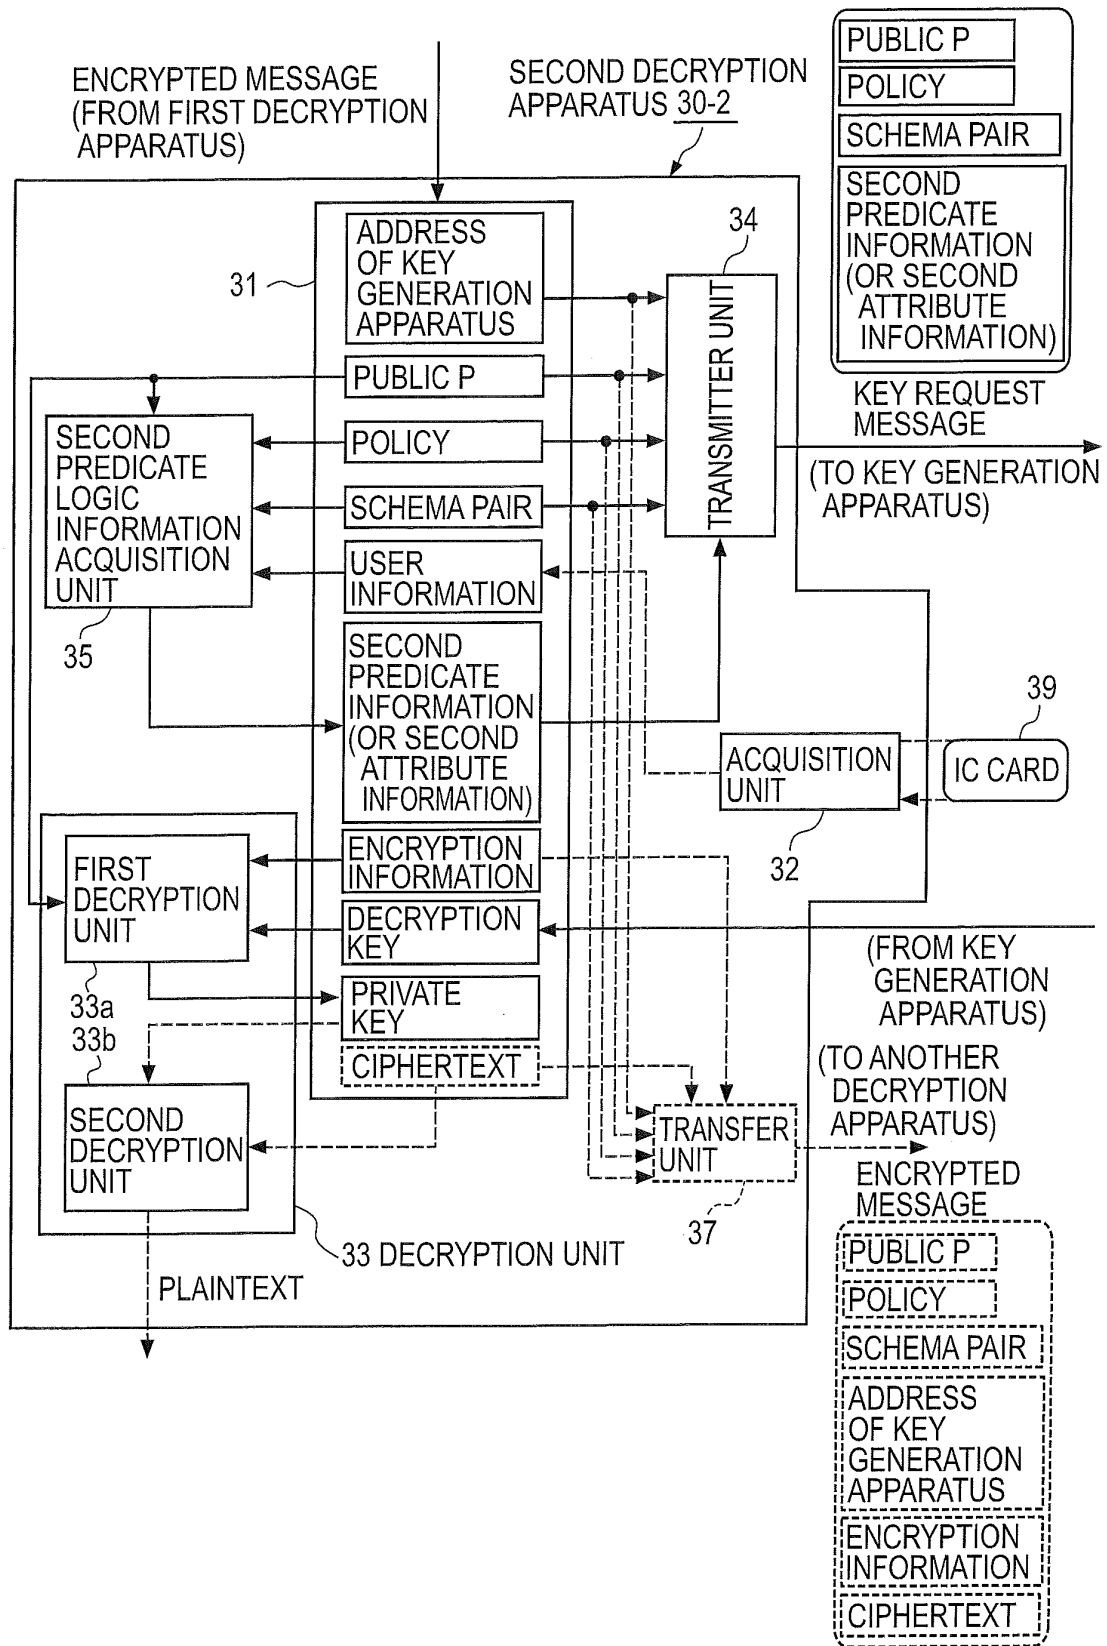 ENCRYPTED MESSAGE
(FROM FIRST DECRYPTION
APPARATUS)
SECOND DECRYPTION
APPARATUS 30-2
PUBLIC P
POLICY
SCHEMA PAIR
SECOND
PREDICATE
INFORMATION
(OR SECOND
ATTRIBUTE
INFORMATION)
KEY REQUEST
MESSAGE
(TO KEY GENERATION
APPARATUS)
31
ADDRESS
OF KEY
GENERATION
APPARATUS
PUBLIC P
POLICY
SCHEMA PAIR
USER
INFORMATION
SECOND
PREDICATE
INFORMATION
(OR SECOND
ATTRIBUTE
INFORMATION)
ENCRYPTION
INFORMATION
DECRYPTION
KEY
PRIVATE
KEY
CIPHERTEXT
34
TRANSMITTER UNIT
SECOND
PREDICATE
LOGIC
INFORMATION
ACQUISITION
UNIT
35
39
IC CARD
ACQUISITION
UNIT
32
FIRST
DECRYPTION
UNIT
33a
33b
SECOND
DECRYPTION
UNIT
33 DECRYPTION UNIT
PLAINTEXT
(FROM KEY
GENERATION
APPARATUS)
(TO ANOTHER
DECRYPTION
APPARATUS)
TRANSFER
UNIT
37
ENCRYPTED
MESSAGE
PUBLIC P
POLICY
SCHEMA PAIR
ADDRESS
OF KEY
GENERATION
APPARATUS
ENCRYPTION
INFORMATION
CIPHERTEXT